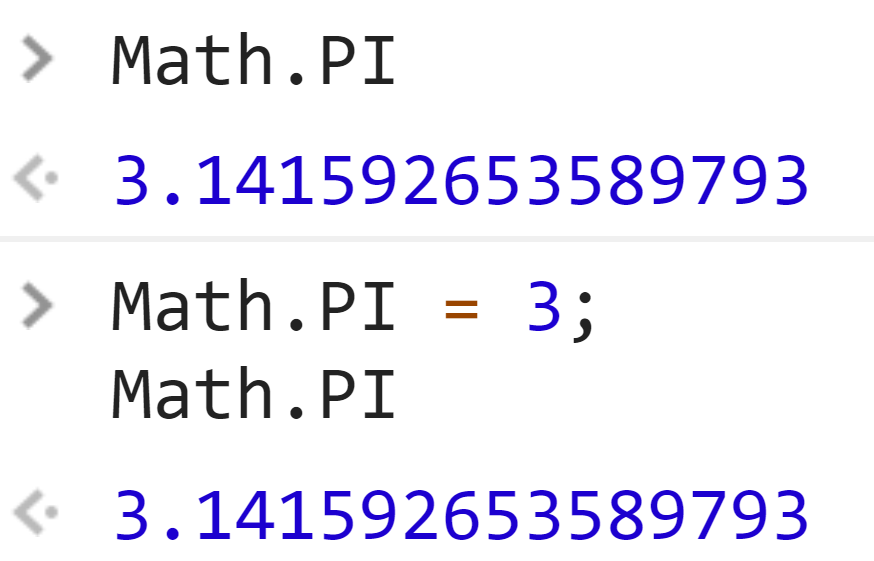 > Math.PI
<· 3.141592653589793
> Math.PI = 3;
Math.PI
<· 3.141592653589793